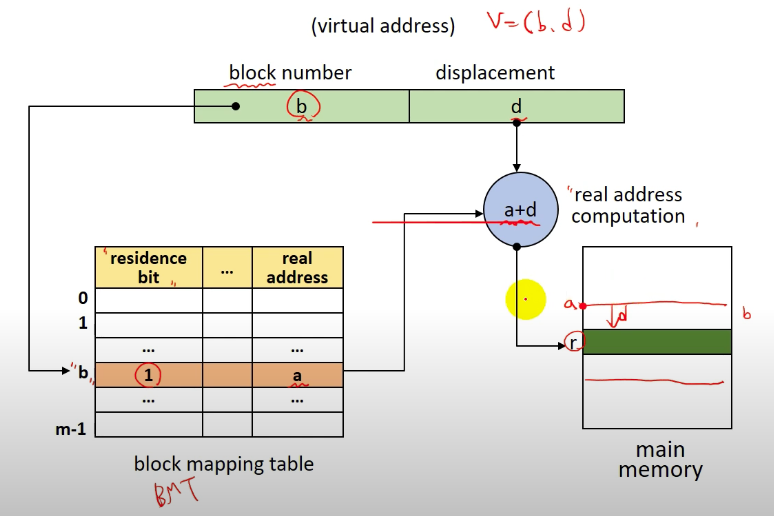 (virtual address) V=(b.d)
block number displacement
b d
a+d
"real address
computation"
"residence
bit" ... real
address
0
1
... ...
"b" 1 a
... ...
m-1
block mapping table
BMT
a
d
b
r
main
memory